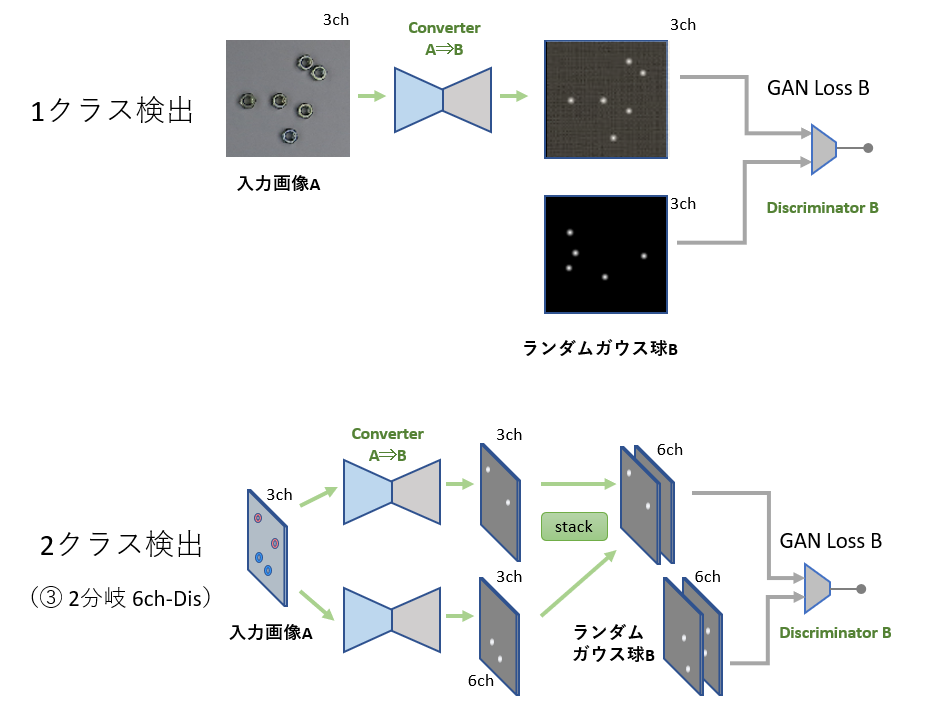 1クラス検出
3ch
入力画像A
Converter
A⇒B
3ch
3ch
ランダムガウス球B
GAN Loss B
Discriminator B
2クラス検出
(③ 2分岐 6ch-Dis)
3ch
入力画像A
Converter
A⇒B
3ch
3ch
6ch
stack
6ch
6ch
ランダム
ガウス球B
GAN Loss B
Discriminator B